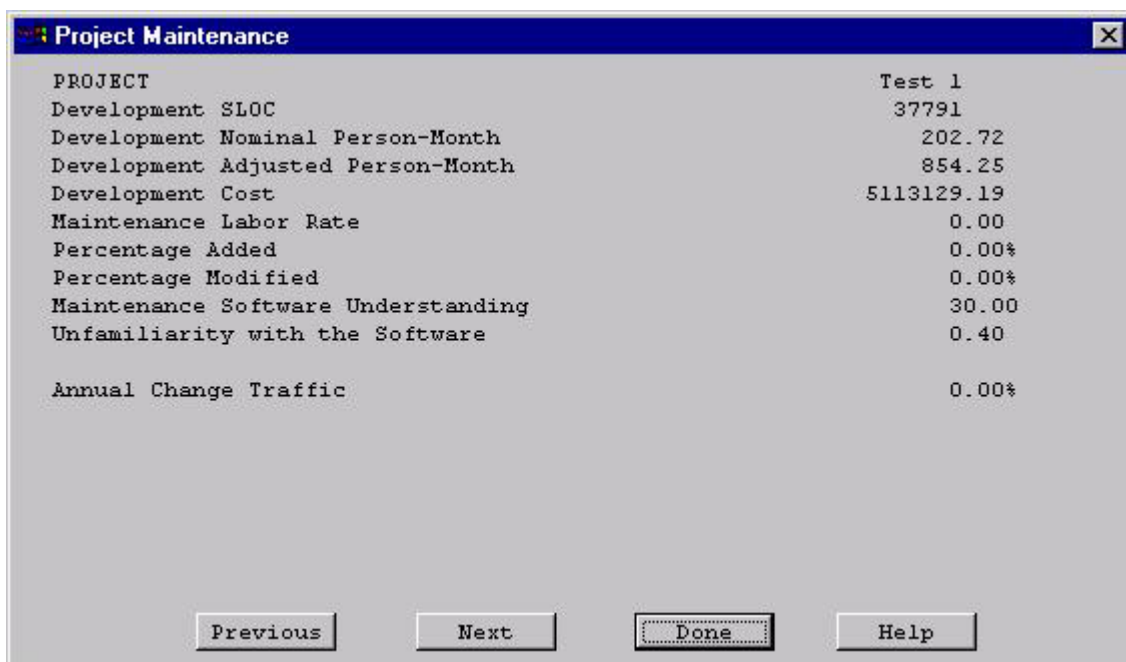 Project Maintenance
PROJECT Test 1
Development SLOC 37791
Development Nominal Person-Month 202.72
Development Adjusted Person-Month 854.25
Development Cost 5113129.19
Maintenance Labor Rate 0.00
Percentage Added 0.00%
Percentage Modified 0.00%
Maintenance Software Understanding 30.00
Unfamiliarity with the Software 0.40
Annual Change Traffic 0.00%
Previous Next Done Help